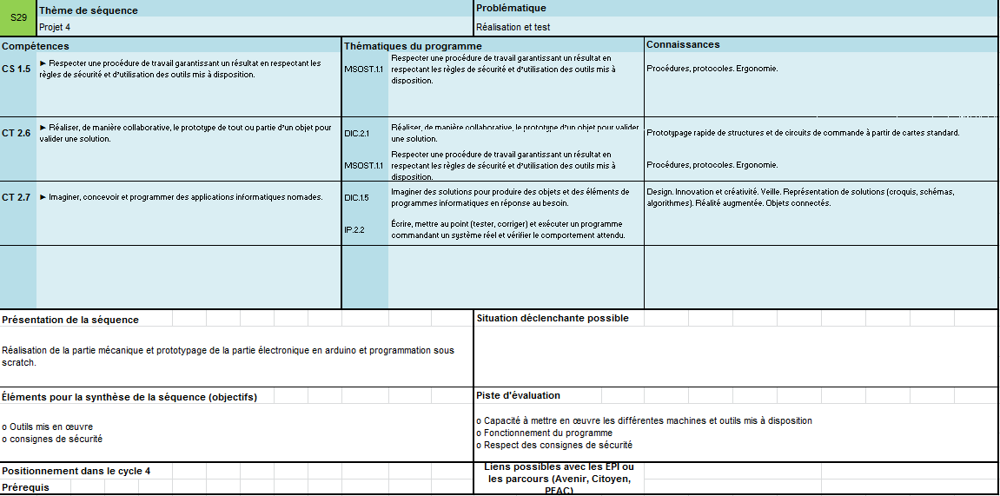 S29
Thème de séquence
Problématique
Projet 4
Réalisation et test
Compétences
Thématiques du programme
Connaissances
CS 1.5
► Respecter une procédure de travail garantissant un résultat en respectant les
règles de sécurité et d'utilisation des outils mis à disposition.
MSOST.1.1
Respecter une procédure de travail garantissant un résultat en
respectant les règles de sécurité et d'utilisation des outils mis à
disposition.
Procédures, protocoles. Ergonomie.
CT 2.6
► Réaliser, de manière collaborative, le prototype de tout ou partie d'un objet pour
valider une solution.
DIC.2.1
Réaliser, de manière collaborative, le prototype d'un objet pour valider
une solution.
Prototypage rapide de structures et de circuits de commande à partir de cartes standard.
MSOST.1.1
Respecter une procédure de travail garantissant un résultat en
respectant les règles de sécurité et d'utilisation des outils mis à
disposition.
Procédures, protocoles. Ergonomie.
CT 2.7
► Imaginer, concevoir et programmer des applications informatiques nomades.
DIC.1.5
Imaginer des solutions pour produire des objets et des éléments de
programmes informatiques en réponse au besoin.
Design. Innovation et créativité. Veille. Représentation de solutions (croquis, schémas,
algorithmes). Réalité augmentée. Objets connectés.
IP.2.2
Écrire, mettre au point (tester, corriger) et exécuter un programme
commandant un système réel et vérifier le comportement attendu.
Présentation de la séquence
Situation déclenchante possible
Réalisation de la partie mécanique et prototypage de la partie électronique en arduino et programmation sous
scratch.
Éléments pour la synthèse de la séquence (objectifs)
Piste d'évaluation
o Outils mis en œuvre
o consignes de sécurité
o Capacité à mettre en œuvre les différentes machines et outils mis à disposition
o Fonctionnement du programme
o Respect des consignes de sécurité
Positionnement dans le cycle 4
Liens possibles avec les EPI ou
les parcours (Avenir, Citoyen,
PEAC)
Prérequis